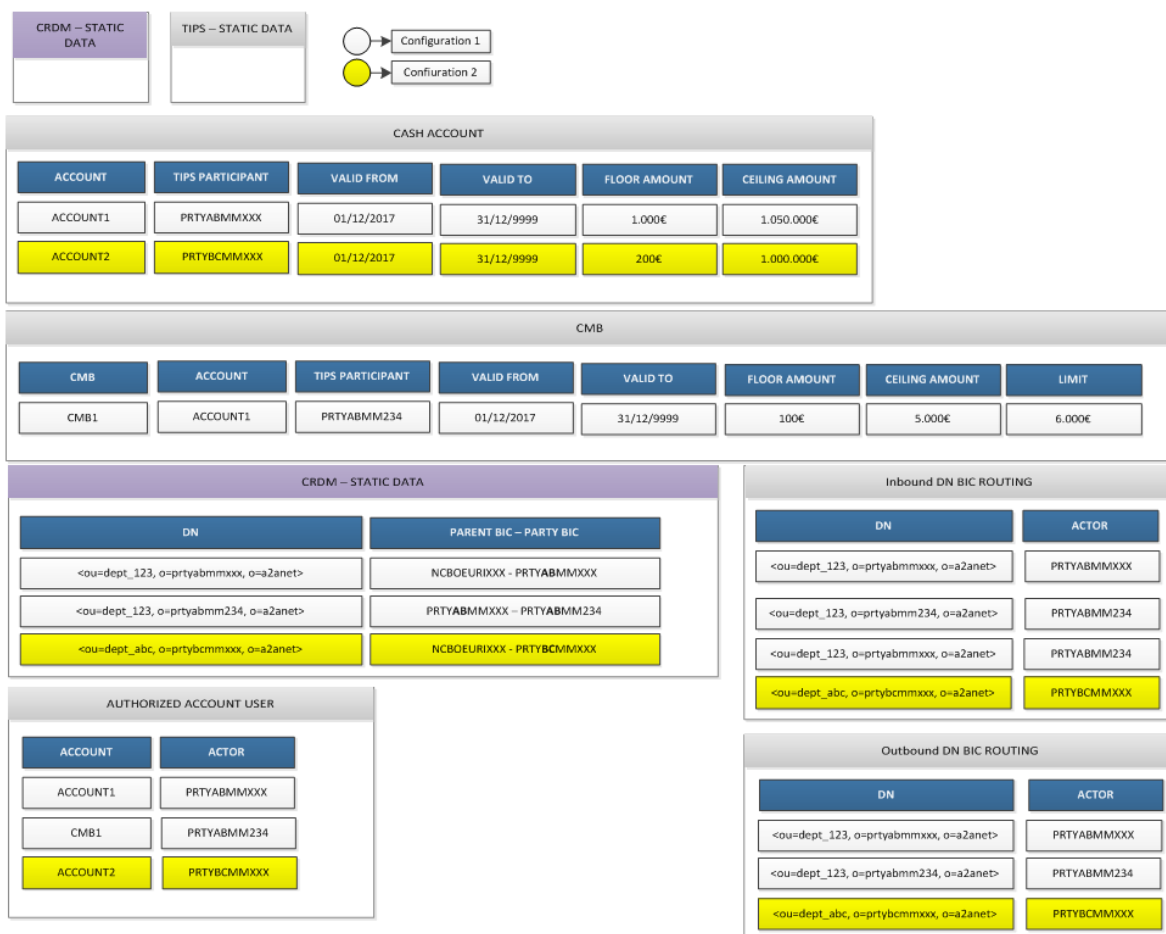 CRDM – STATIC
DATA
TIPS – STATIC DATA
Configuration 1
Confiuration 2
CASH ACCOUNT
ACCOUNT TIPS PARTICIPANT VALID FROM VALID TO FLOOR AMOUNT CEILING AMOUNT
ACCOUNT1 PRTYABMMXXX 01/12/2017 31/12/9999 1.000€ 1.050.000€
ACCOUNT2 PRTYBCMMXXX 01/12/2017 31/12/9999 200€ 1.000.000€
CMB
CMB ACCOUNT TIPS PARTICIPANT VALID FROM VALID TO FLOOR AMOUNT CEILING AMOUNT LIMIT
CMB1 ACCOUNT1 PRTYABMM234 01/12/2017 31/12/9999 100€ 5.000€ 6.000€
CRDM – STATIC DATA
DN PARENT BIC – PARTY BIC
<ou=dept_123, o=prtyabmmxxx, o=a2anet> NCBOEURIXXX - PRTYABMMXXX
<ou=dept_123, o=prtyabmm234, o=a2anet> PRTYABMMXXX – PRTYABMM234
<ou=dept_abc, o=prtybcmmxxx, o=a2anet> NCBOEURIXXX - PRTYBCMMXXX
Inbound DN BIC ROUTING
DN ACTOR
<ou=dept_123, o=prtyabmmxxx, o=a2anet> PRTYABMMXXX
<ou=dept_123, o=prtyabmm234, o=a2anet> PRTYABMM234
<ou=dept_123, o=prtyabmmxxx, o=a2anet> PRTYABMM234
<ou=dept_abc, o=prtybcmmxxx, o=a2anet> PRTYBCMMXXX
AUTHORIZED ACCOUNT USER
ACCOUNT ACTOR
ACCOUNT1 PRTYABMMXXX
CMB1 PRTYABMM234
ACCOUNT2 PRTYBCMMXXX
Outbound DN BIC ROUTING
DN ACTOR
<ou=dept_123, o=prtyabmmxxx, o=a2anet> PRTYABMMXXX
<ou=dept_123, o=prtyabmm234, o=a2anet> PRTYABMM234
<ou=dept_abc, o=prtybcmmxxx, o=a2anet> PRTYBCMMXXX